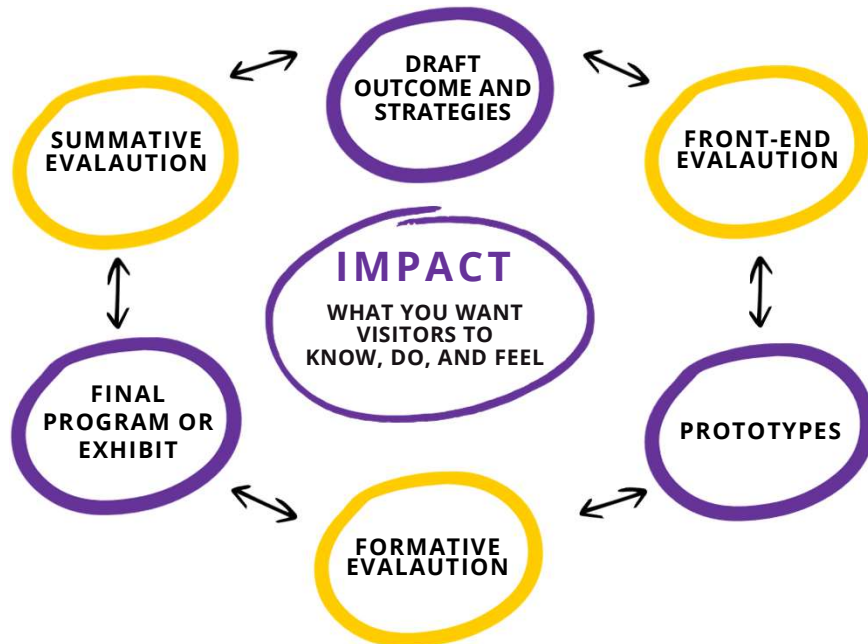 DRAFT
OUTCOME AND
STRATEGIES
SUMMATIVE
EVALAUTION
FRONT-END
EVALAUTION
IMPACT
WHAT YOU WANT
VISITORS TO
KNOW, DO, AND FEEL
FINAL
PROGRAM OR
EXHIBIT
PROTOTYPES
FORMATIVE
EVALAUTION